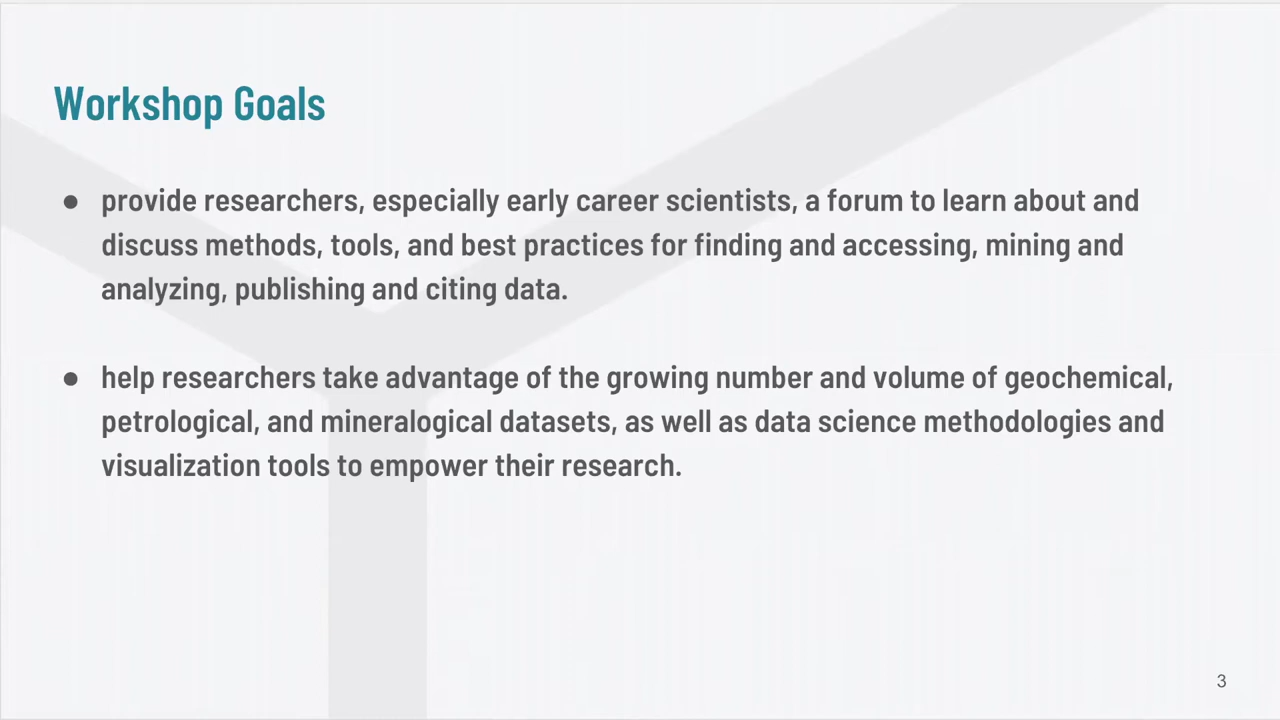 Workshop Goals
● provide researchers, especially early career scientists, a forum to learn about and
discuss methods, tools, and best practices for finding and accessing, mining and
analyzing, publishing and citing data.
● help researchers take advantage of the growing number and volume of geochemical,
petrological, and mineralogical datasets, as well as data science methodologies and
visualization tools to empower their research.
3